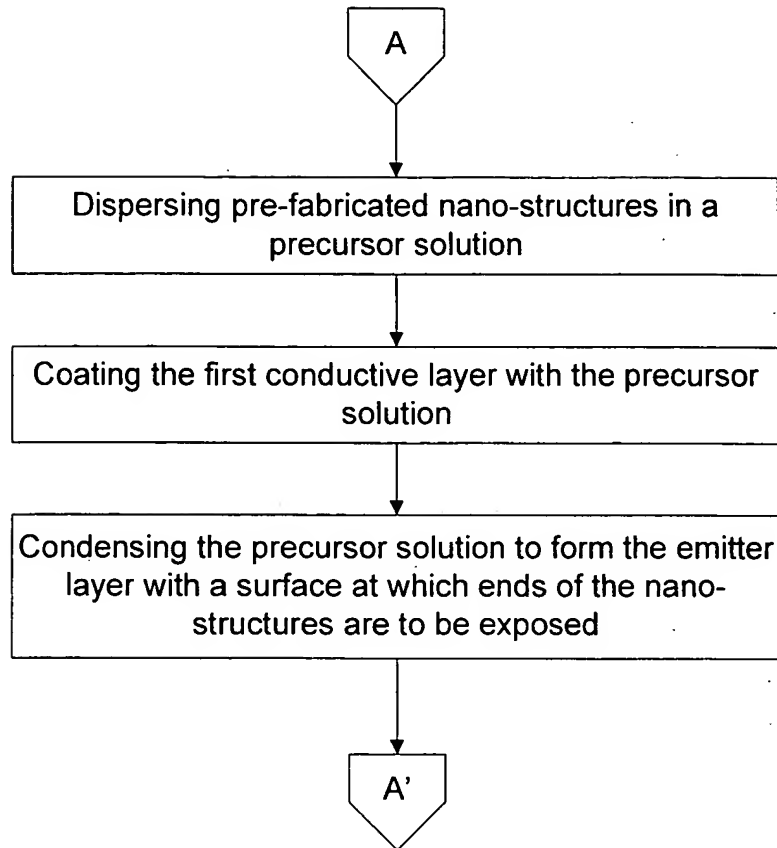 A
Dispersing pre-fabricated nano-structures in a
precursor solution
Coating the first conductive layer with the precursor
solution
Condensing the precursor solution to form the emitter
layer with a surface at which ends of the nano-
structures are to be exposed
A'